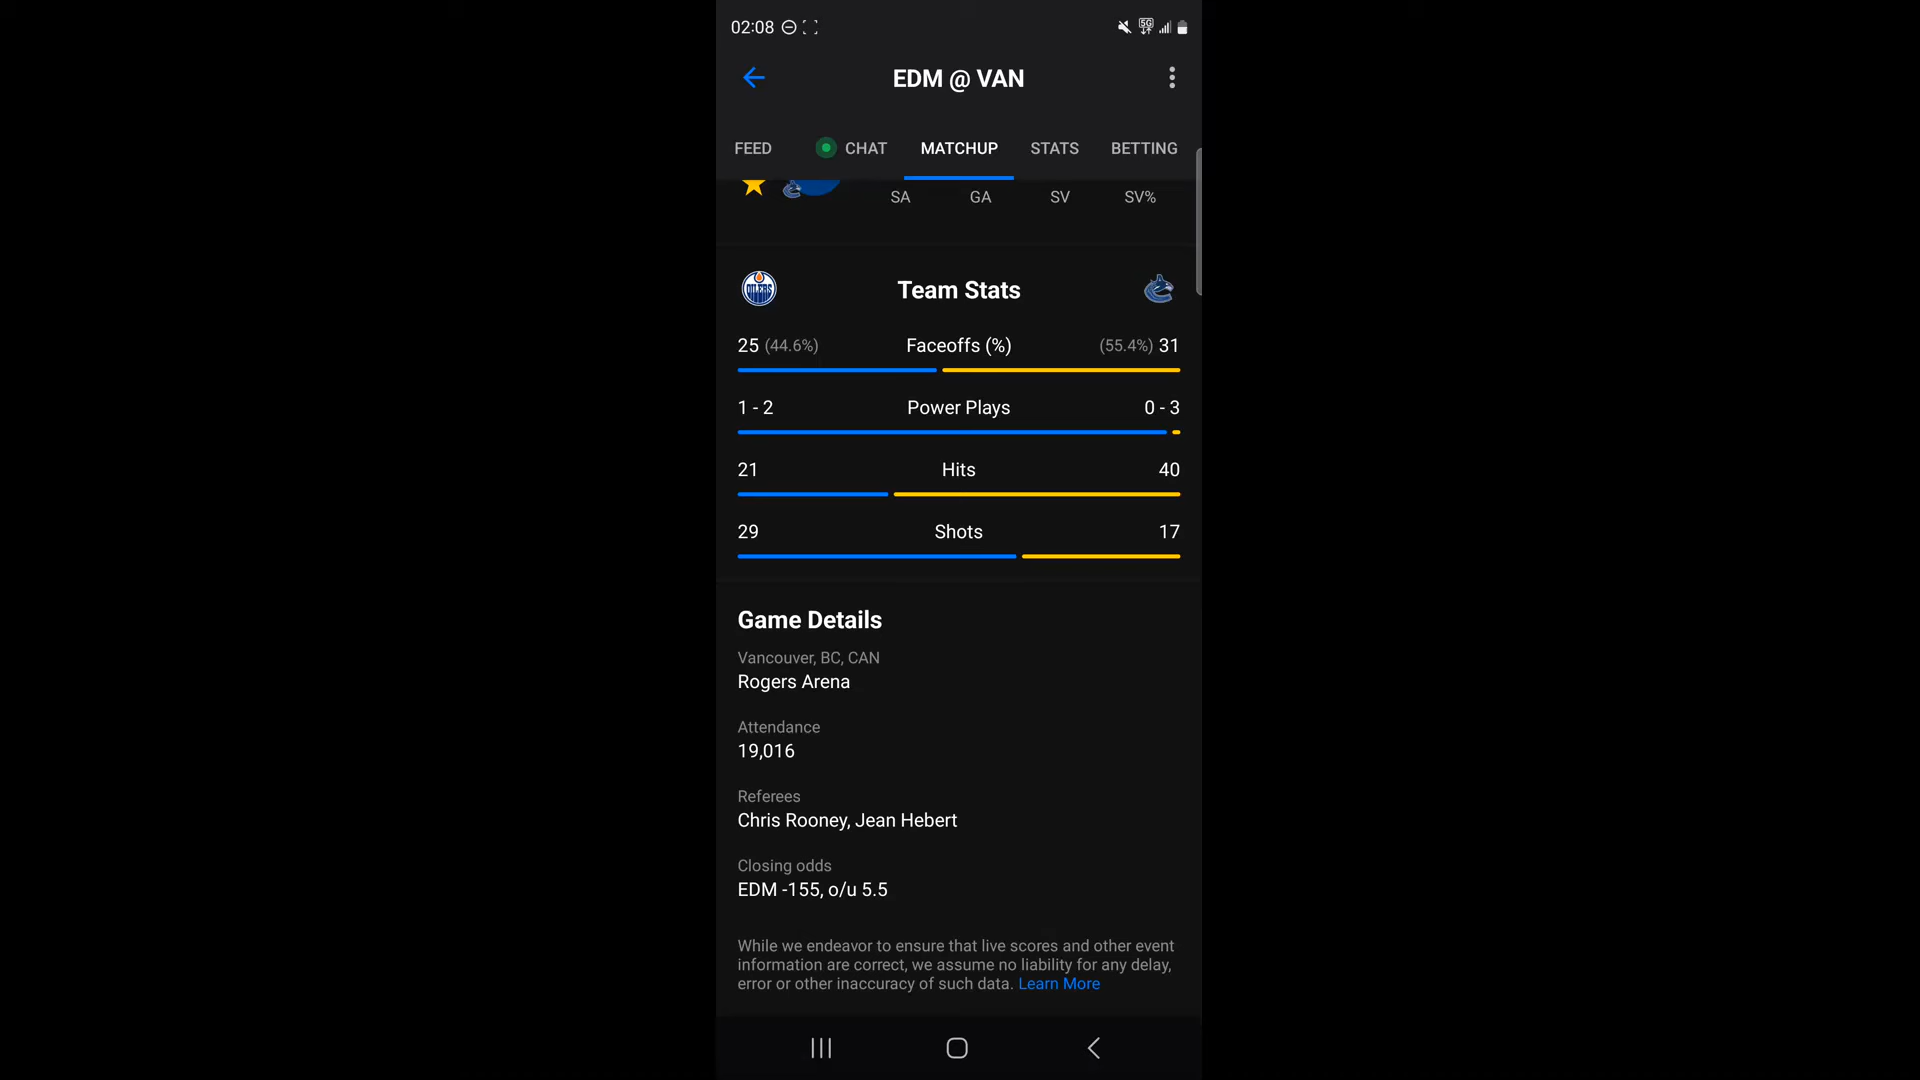 02:08
5G
EDM @ VAN
FEED CHAT MATCHUP STATS BETTING
SA GA SV SV%
OILERS
Team Stats
25 (44.6%) Faceoffs (%) (55.4%) 31
1 - 2 Power Plays 0 - 3
21 Hits 40
29 Shots 17
Game Details
Vancouver, BC, CAN
Rogers Arena
Attendance
19,016
Referees
Chris Rooney, Jean Hebert
Closing odds
EDM -155, o/u 5.5
While we endeavor to ensure that live scores and other event
information are correct, we assume no liability for any delay,
error or other inaccuracy of such data. Learn More